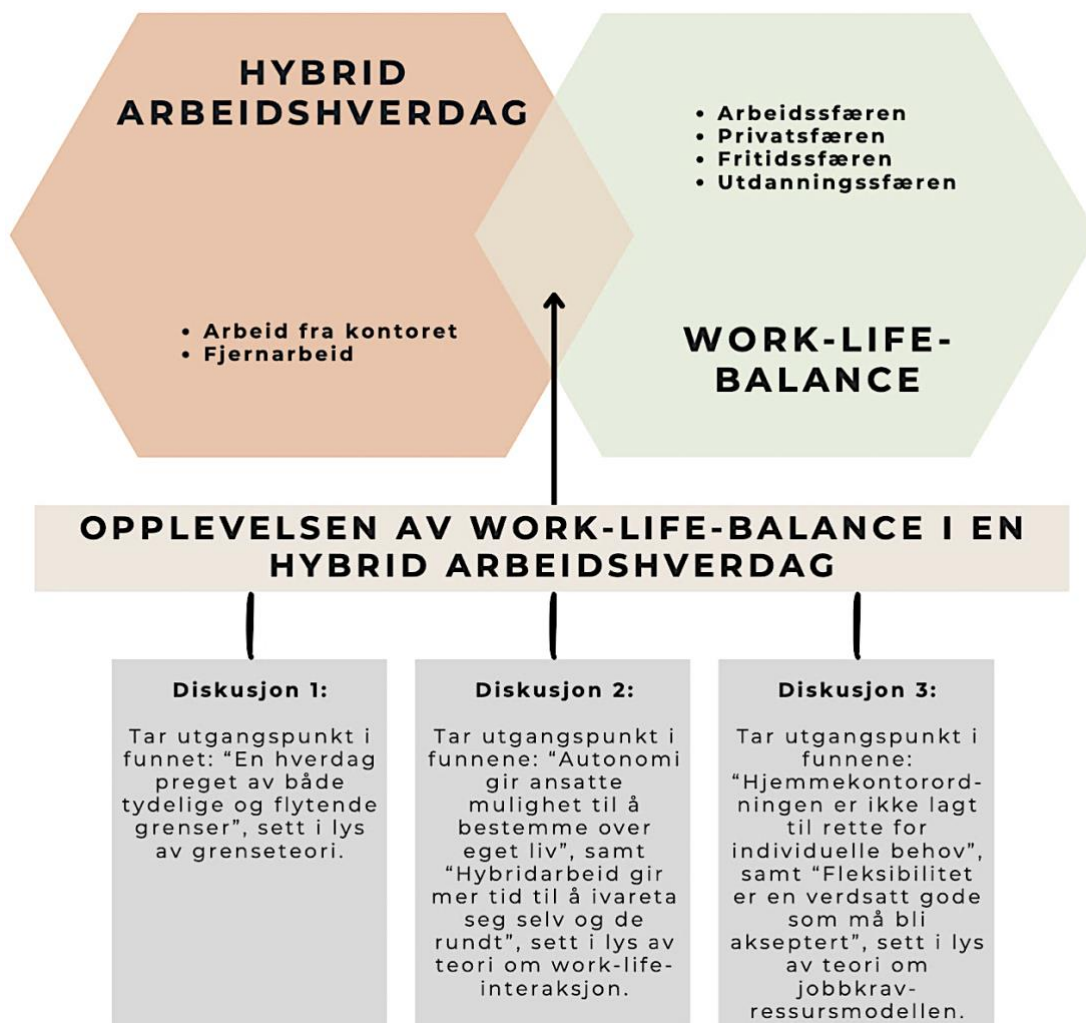 HYBRID
ARBEIDSHVERDAG
• Arbeid fra kontoret
• Fjernarbeid
• Arbeidssfæren
• Privatsfæren
• Fritidssfæren
• Utdanningssfæren
WORK-LIFE-
BALANCE
OPPLEVELSEN AV WORK-LIFE-BALANCE I EN
HYBRID ARBEIDSHVERDAG
Diskusjon 1:
Tar utgangspunkt i
funnet: “En hverdag
preget av både
tydelige og flytende
grenser”, sett i lys
av grenseteori.
Diskusjon 2:
Tar utgangspunkt i
funnene: “Autonomi
gir ansatte
mulighet til å
bestemme over
eget liv”, samt
“Hybridarbeid gir
mer tid til å ivareta
seg selv og de
rundt”, sett i lys av
teori om work-life-
interaksjon.
Diskusjon 3:
Tar utgangspunkt i
funnene:
“Hjemmekontorord-
ningen er ikke lagt
til rette for
individuelle behov”,
samt “Fleksibilitet
er en verdsatt gode
som må bli
akseptert”, sett i lys
av teori om
jobbkrav-
ressursmodellen.